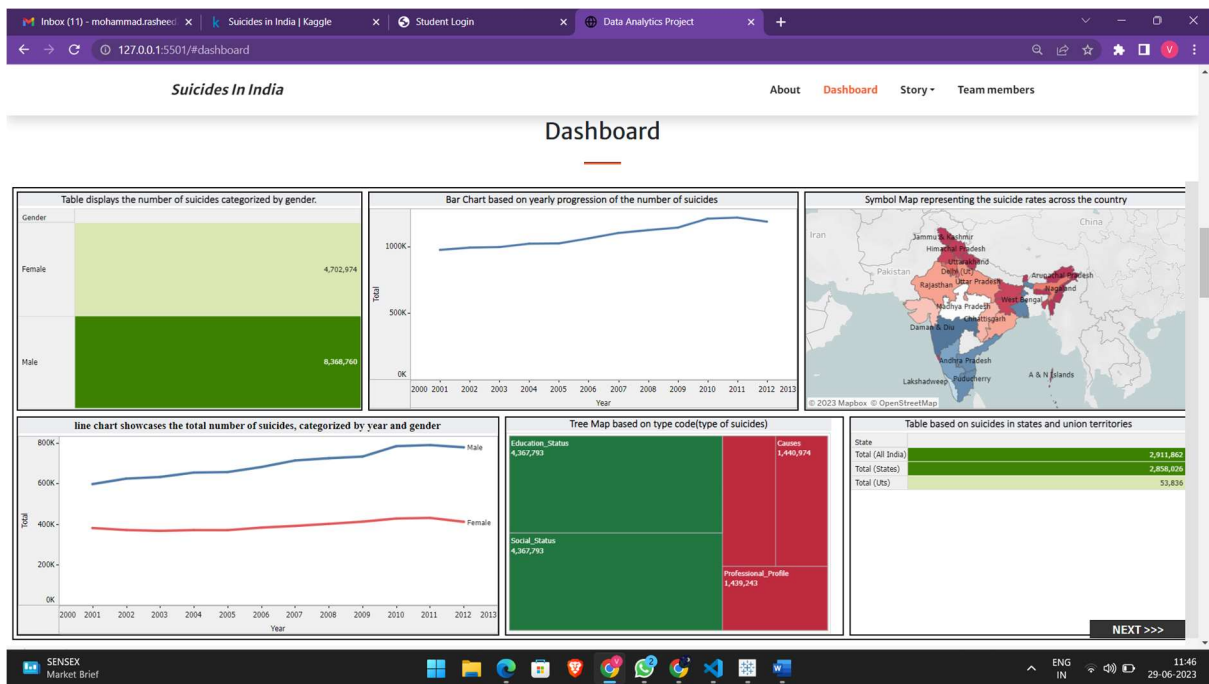 Inbox (11) - mohammad.rasheed
Suicides in India | Kaggle
Student Login
Data Analytics Project
127.0.0.1:5501/#dashboard
V
Suicides In India
About
Dashboard
Story
Team members
Dashboard
Table displays the number of suicides categorized by gender.
Gender
Female
4,702,974
Male
8,368,760
Bar Chart based on yearly progression of the number of suicides
1000K
500K
0K
Total
2000 2001 2002 2003 2004 2005 2006 2007 2008 2009 2010 2011 2012 2013
Year
Symbol Map representing the suicide rates across the country
Iran
China
Pakistan
Jammu & Kashmir
Himachal Pradesh
Uttarakhand
Delhi (Ut)
Uttar Pradesh
Rajasthan
Arunachal Pradesh
Nagaland
West Bengal
Madhya Pradesh
Chhattisgarh
Daman & Diu
Andhra Pradesh
Lakshadweep
Puducherry
A & N Islands
© 2023 Mapbox © OpenStreetMap
line chart showcases the total number of suicides, categorized by year and gender
800K
600K
400K
200K
0K
Total
Male
Female
2000 2001 2002 2003 2004 2005 2006 2007 2008 2009 2010 2011 2012 2013
Year
Tree Map based on type code(type of suicides)
Education_Status
4,367,793
Social_Status
4,367,793
Causes
1,440,974
Professional_Profile
1,439,243
Table based on suicides in states and union territories
State
Total (All India)
2,911,862
Total (States)
2,858,026
Total (Uts)
53,836
NEXT >>>
SENSEX
Market Brief
V
2
ENG
IN
11:46
29-06-2023